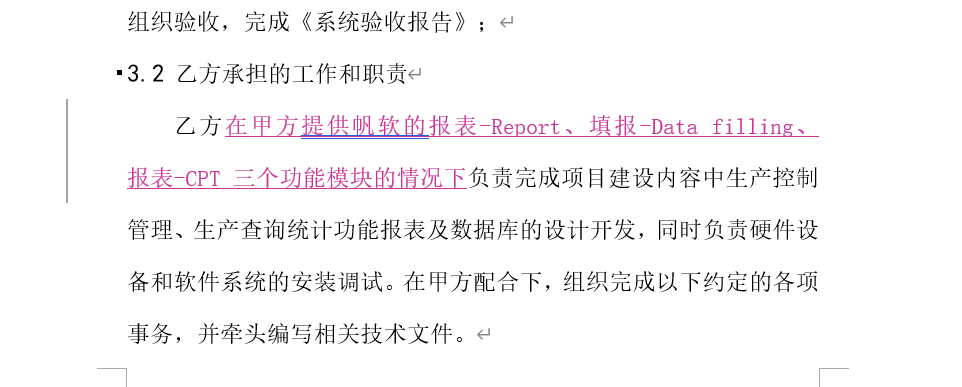 组织验收，完成《系统验收报告》；↵
▪3.2 乙方承担的工作和职责↵
乙方在甲方提供帆软的报表-Report、填报-Data filling、
报表-CPT 三个功能模块的情况下负责完成项目建设内容中生产控制
管理、生产查询统计功能报表及数据库的设计开发，同时负责硬件设
备和软件系统的安装调试。在甲方配合下，组织完成以下约定的各项
事务，并牵头编写相关技术文件。↵